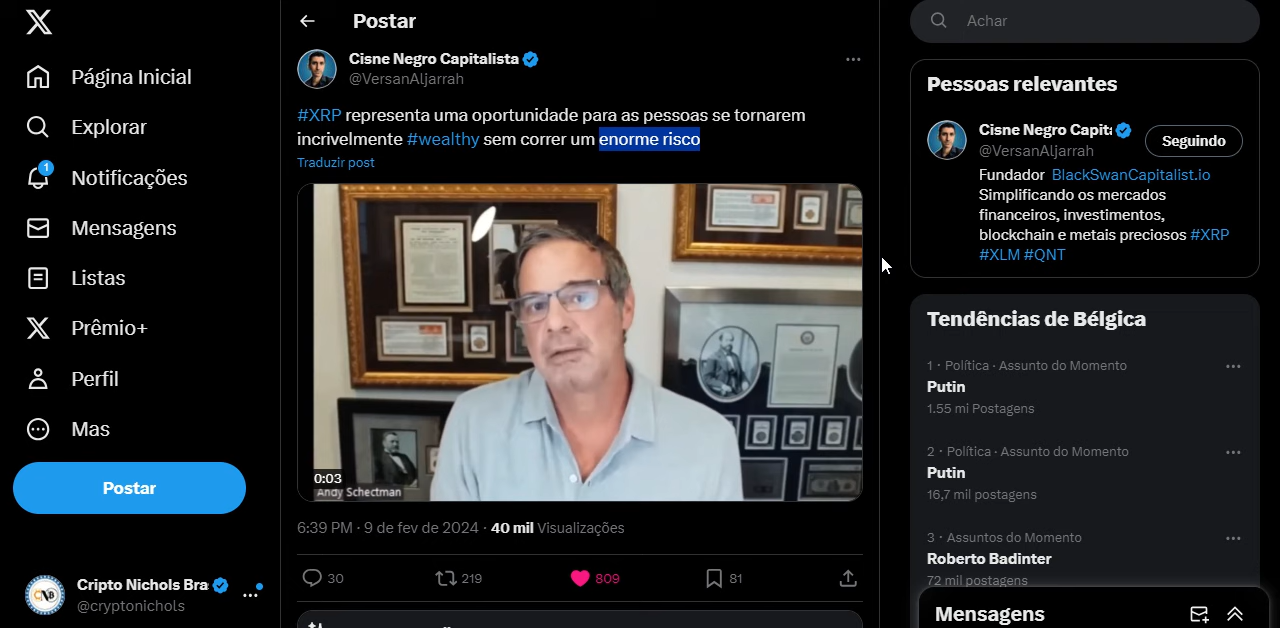 Página Inicial
Explorar
1
Notificações
Mensagens
Listas
Prêmio+
Perfil
Mas
Postar
Cripto Nichols Bra
@cryptonichols
Postar
Cisne Negro Capitalista
@VersanAljarrah
#XRP representa uma oportunidade para as pessoas se tornarem
incrivelmente #wealthy sem correr um enorme risco
Traduzir post
0:03
Andy Schectman
6:39 PM · 9 de fev de 2024 · 40 mil Visualizações
30
219
809
81
Achar
Pessoas relevantes
Cisne Negro Capita
@VersanAljarrah
Seguindo
Fundador BlackSwanCapitalist.io
Simplificando os mercados
financeiros, investimentos,
blockchain e metais preciosos #XRP
#XLM #QNT
Tendências de Bélgica
1 · Política · Assunto do Momento
Putin
1.55 mi Postagens
2 · Política · Assunto do Momento
Putin
16,7 mil postagens
3 · Assuntos do Momento
Roberto Badinter
72 mil postagens
Mensagens